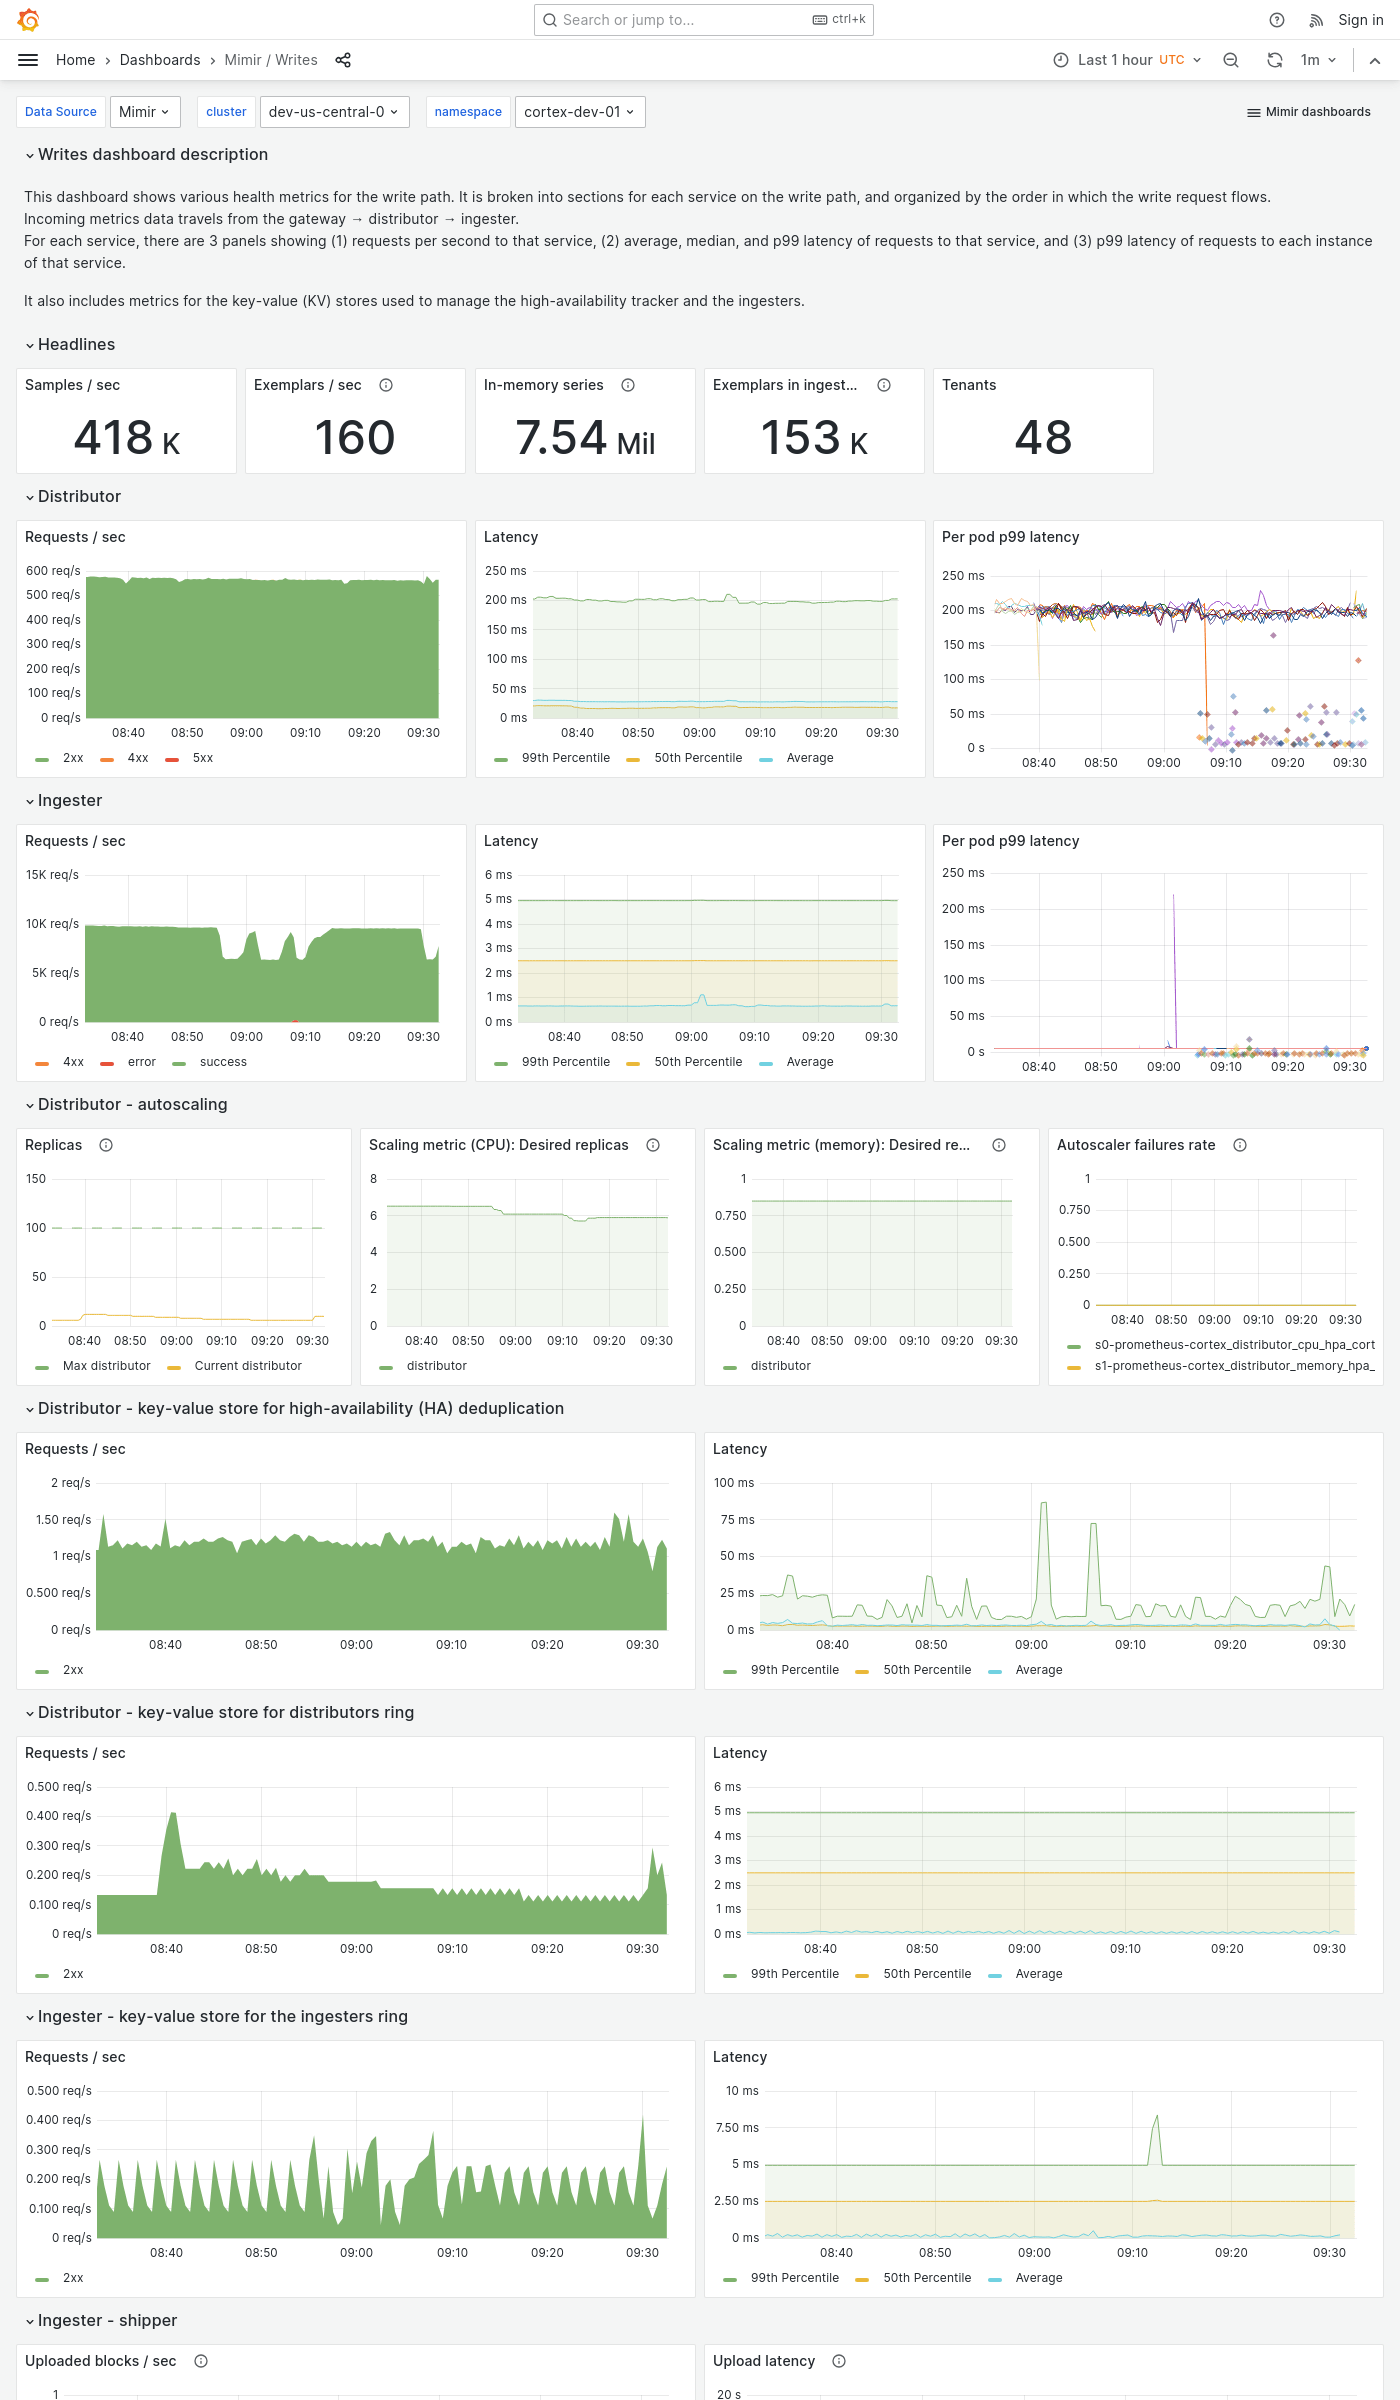 Search or jump to...
ctrl+k
Sign in
Home › Dashboards › Mimir / Writes
Last 1 hour UTC
1m
Data Source Mimir
cluster dev-us-central-0
namespace cortex-dev-01
Mimir dashboards
Writes dashboard description
This dashboard shows various health metrics for the write path. It is broken into sections for each service on the write path, and organized by the order in which the write request flows.
Incoming metrics data travels from the gateway → distributor → ingester.
For each service, there are 3 panels showing (1) requests per second to that service, (2) average, median, and p99 latency of requests to that service, and (3) p99 latency of requests to each instance
of that service.
It also includes metrics for the key-value (KV) stores used to manage the high-availability tracker and the ingesters.
Headlines
Samples / sec
418 K
Exemplars / sec
160
In-memory series
7.54 Mil
Exemplars in ingest...
153 K
Tenants
48
Distributor
Requests / sec
600 req/s
500 req/s
400 req/s
300 req/s
200 req/s
100 req/s
0 req/s
08:40 08:50 09:00 09:10 09:20 09:30
2xx 4xx 5xx
Latency
250 ms
200 ms
150 ms
100 ms
50 ms
0 ms
08:40 08:50 09:00 09:10 09:20 09:30
99th Percentile 50th Percentile Average
Per pod p99 latency
250 ms
200 ms
150 ms
100 ms
50 ms
0 s
08:40 08:50 09:00 09:10 09:20 09:30
Ingester
Requests / sec
15K req/s
10K req/s
5K req/s
0 req/s
08:40 08:50 09:00 09:10 09:20 09:30
4xx error success
Latency
6 ms
5 ms
4 ms
3 ms
2 ms
1 ms
0 ms
08:40 08:50 09:00 09:10 09:20 09:30
99th Percentile 50th Percentile Average
Per pod p99 latency
250 ms
200 ms
150 ms
100 ms
50 ms
0 s
08:40 08:50 09:00 09:10 09:20 09:30
Distributor - autoscaling
Replicas
150
100
50
0
08:40 08:50 09:00 09:10 09:20 09:30
Max distributor Current distributor
Scaling metric (CPU): Desired replicas
8
6
4
2
0
08:40 08:50 09:00 09:10 09:20 09:30
distributor
Scaling metric (memory): Desired re...
1
0.750
0.500
0.250
0
08:40 08:50 09:00 09:10 09:20 09:30
distributor
Autoscaler failures rate
1
0.750
0.500
0.250
0
08:40 08:50 09:00 09:10 09:20 09:30
s0-prometheus-cortex_distributor_cpu_hpa_cort
s1-prometheus-cortex_distributor_memory_hpa_
Distributor - key-value store for high-availability (HA) deduplication
Requests / sec
2 req/s
1.50 req/s
1 req/s
0.500 req/s
0 req/s
08:40 08:50 09:00 09:10 09:20 09:30
2xx
Latency
100 ms
75 ms
50 ms
25 ms
0 ms
08:40 08:50 09:00 09:10 09:20 09:30
99th Percentile 50th Percentile Average
Distributor - key-value store for distributors ring
Requests / sec
0.500 req/s
0.400 req/s
0.300 req/s
0.200 req/s
0.100 req/s
0 req/s
08:40 08:50 09:00 09:10 09:20 09:30
2xx
Latency
6 ms
5 ms
4 ms
3 ms
2 ms
1 ms
0 ms
08:40 08:50 09:00 09:10 09:20 09:30
99th Percentile 50th Percentile Average
Ingester - key-value store for the ingesters ring
Requests / sec
0.500 req/s
0.400 req/s
0.300 req/s
0.200 req/s
0.100 req/s
0 req/s
08:40 08:50 09:00 09:10 09:20 09:30
2xx
Latency
10 ms
7.50 ms
5 ms
2.50 ms
0 ms
08:40 08:50 09:00 09:10 09:20 09:30
99th Percentile 50th Percentile Average
Ingester - shipper
Uploaded blocks / sec
1
Upload latency
20 s